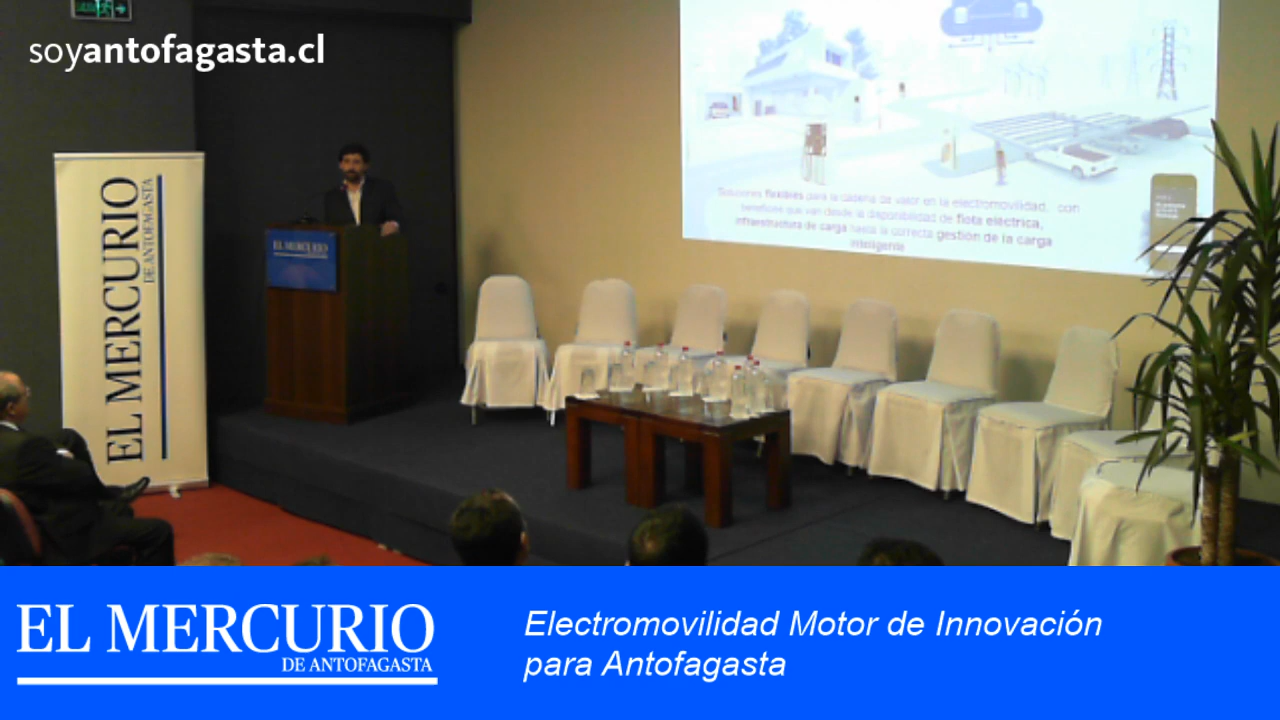 soyantofagasta.cl
EL MERCURIO
DE ANTOFAGASTA
EL MERCURIO
Soluciones flexibles para la cadena de valor en la electromovilidad, con
beneficios que van desde la disponibilidad de flota eléctrica,
infraestructura de carga hasta la correcta gestión de la carga
inteligente
EL MERCURIO
DE ANTOFAGASTA
Electromovilidad Motor de Innovación
para Antofagasta